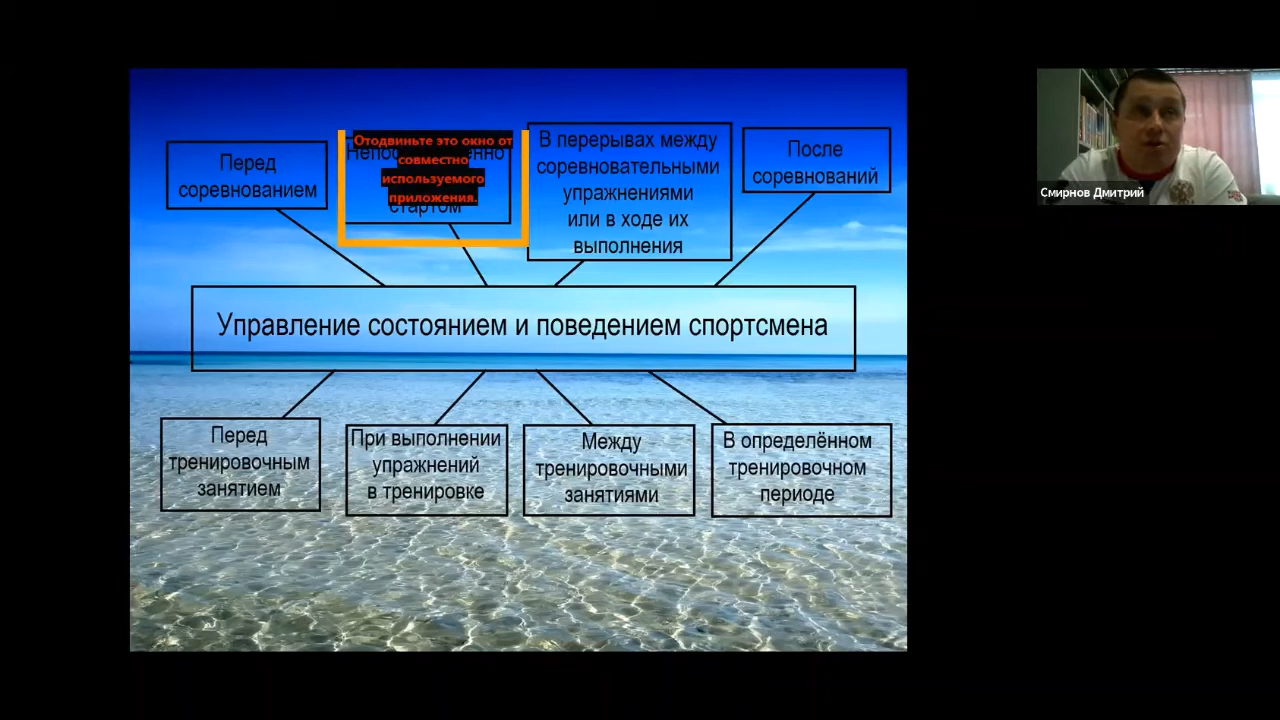 Перед
соревнованием
Отодвиньте это окно от
совместно
используемого
приложения.
стартом
В перерывах между
соревновательными
упражнениями
или в ходе их
выполнения
После
соревнований
Смирнов Дмитрий
Управление состоянием и поведением спортсмена
Перед
тренировочным
занятием
При выполнении
упражнений
в тренировке
Между
тренировочными
занятиями
В определённом
тренировочном
периоде